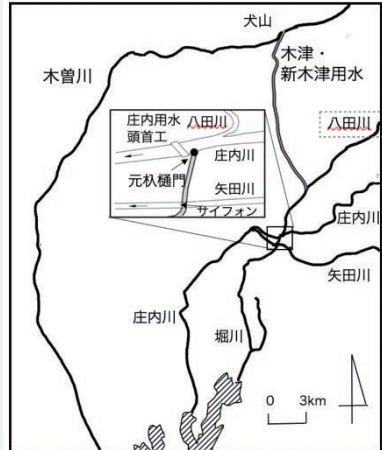 犬山
木津・
新木津用水
木曽川
庄内用水
頭首工
八田川
八田川
庄内川
元杁樋門
矢田川
サイフォン
庄内川
矢田川
庄内川
堀川
0 3km